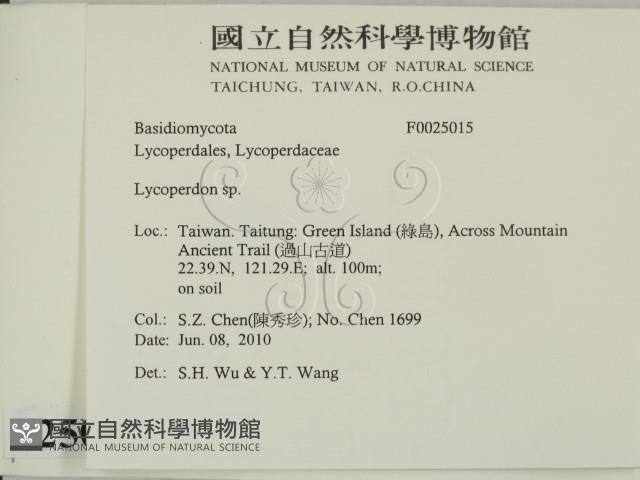 國立自然科學博物館
NATIONAL MUSEUM OF NATURAL SCIENCE
TAICHUNG, TAIWAN, R.O.CHINA
Basidiomycota F0025015
Lycoperdales, Lycoperdaceae
Lycoperdon sp.
Loc.: Taiwan. Taitung: Green Island (綠島), Across Mountain
Ancient Trail (過山古道)
22.39.N, 121.29.E; alt. 100m;
on soil
Col.: S.Z. Chen(陳秀珍); No. Chen 1699
Date: Jun. 08, 2010
Det.: S.H. Wu & Y.T. Wang
國立自然科學博物館
NATIONAL MUSEUM OF NATURAL SCIENCE